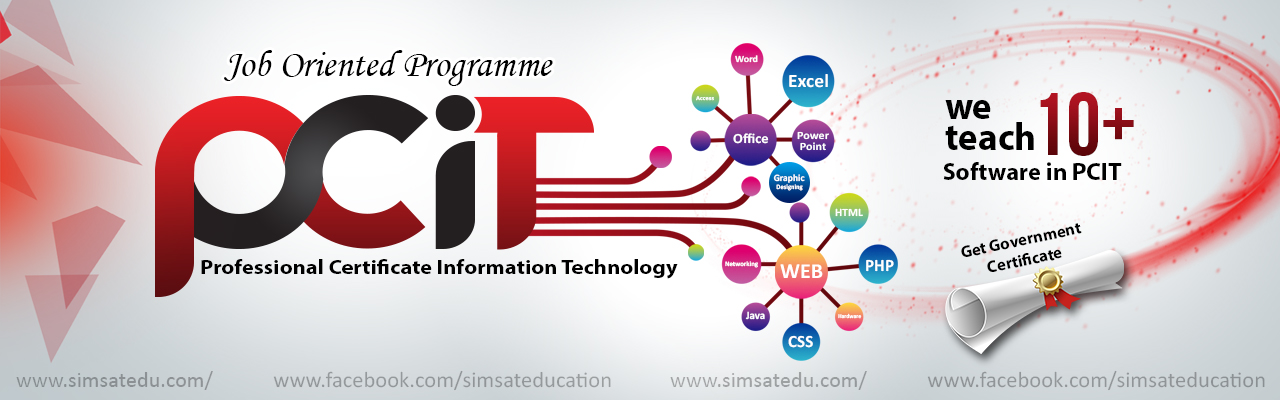 Job Oriented Programme
PCiT
Professional Certificate Information Technology
Word
Excel
Access
Office
Power
Point
Graphic
Designing
HTML
Networking
WEB
PHP
Java
Hardware
CSS
we
teach 10+
Software in PCIT
Get Government
Certificate
www.simsatedu.com/
www.facebook.com/simsateducation
www.simsatedu.com/
www.facebook.com/simsateducation